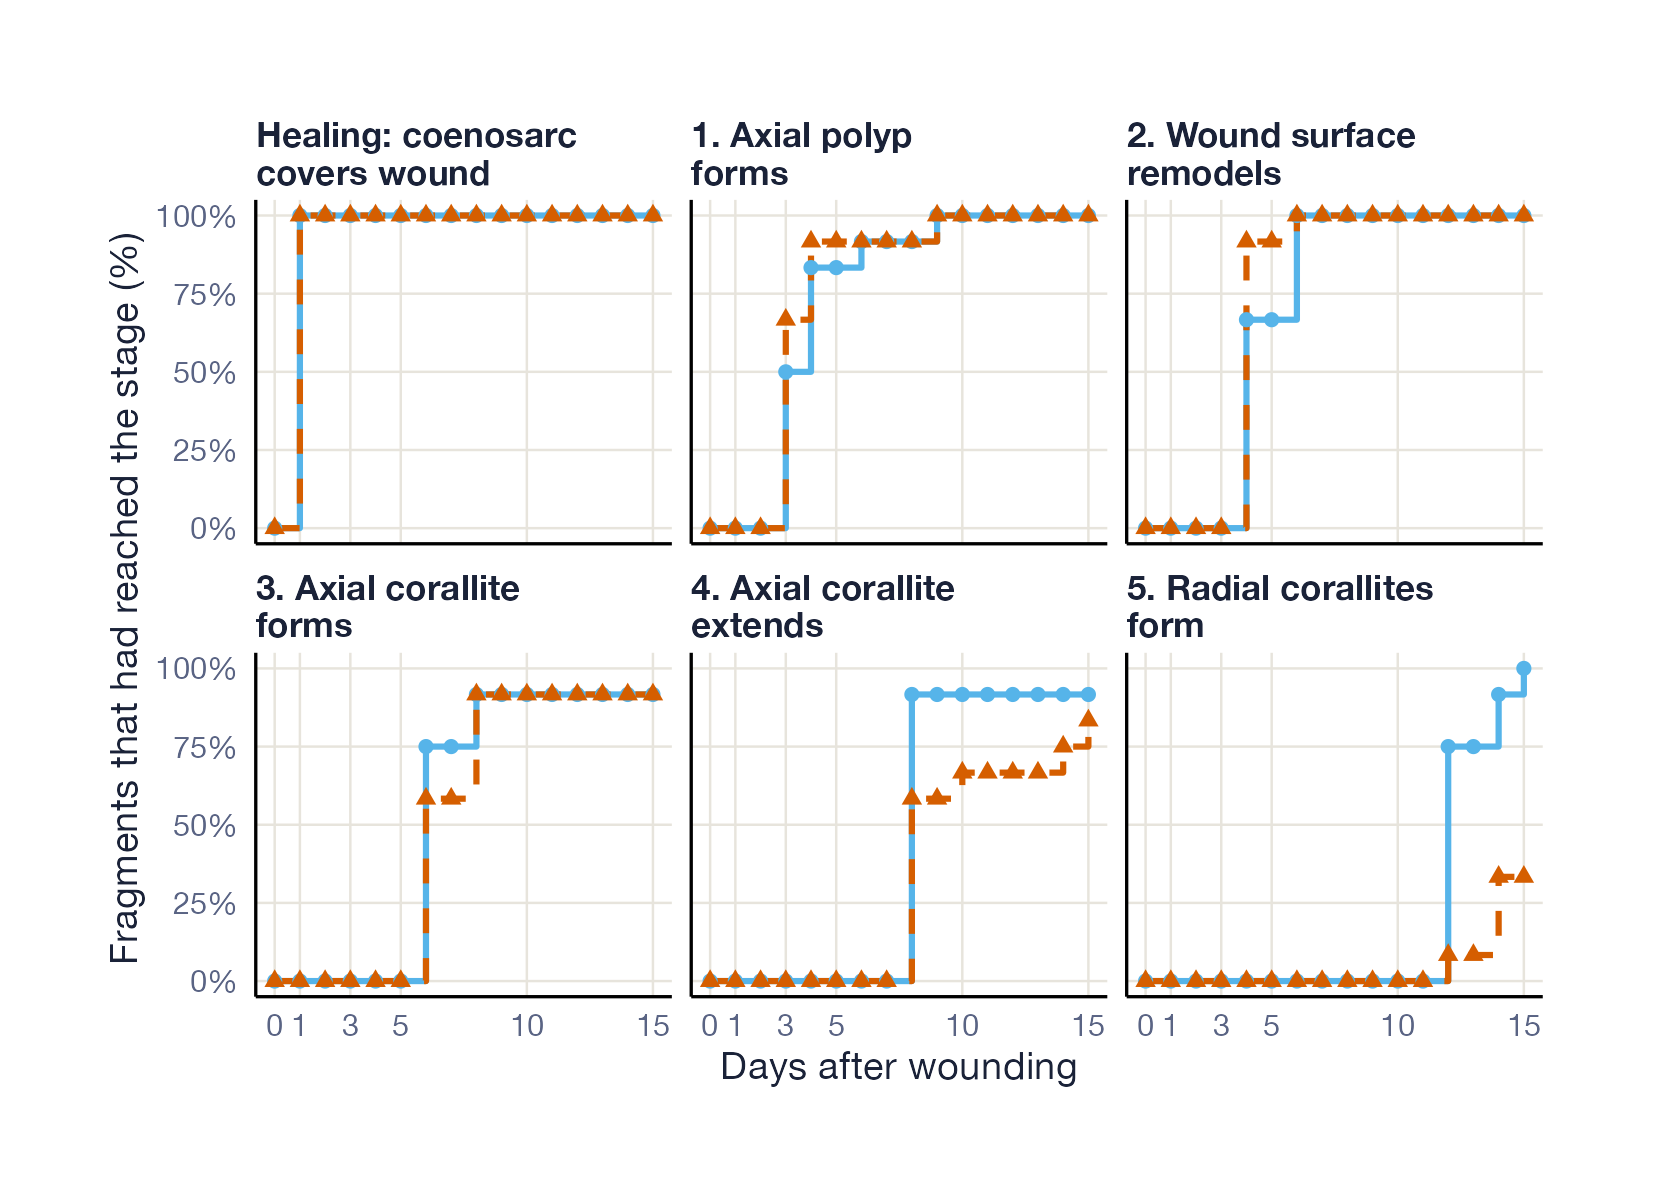 Healing: coenosarc
covers wound
1. Axial polyp
forms
2. Wound surface
remodels
100%
75%
50%
25%
0%
3. Axial corallite
forms
4. Axial corallite
extends
5. Radial corallites
form
100%
75%
50%
25%
0%
0 1 3 5 10 15
0 1 3 5 10 15
0 1 3 5 10 15
Days after wounding
Fragments that had reached the stage (%)